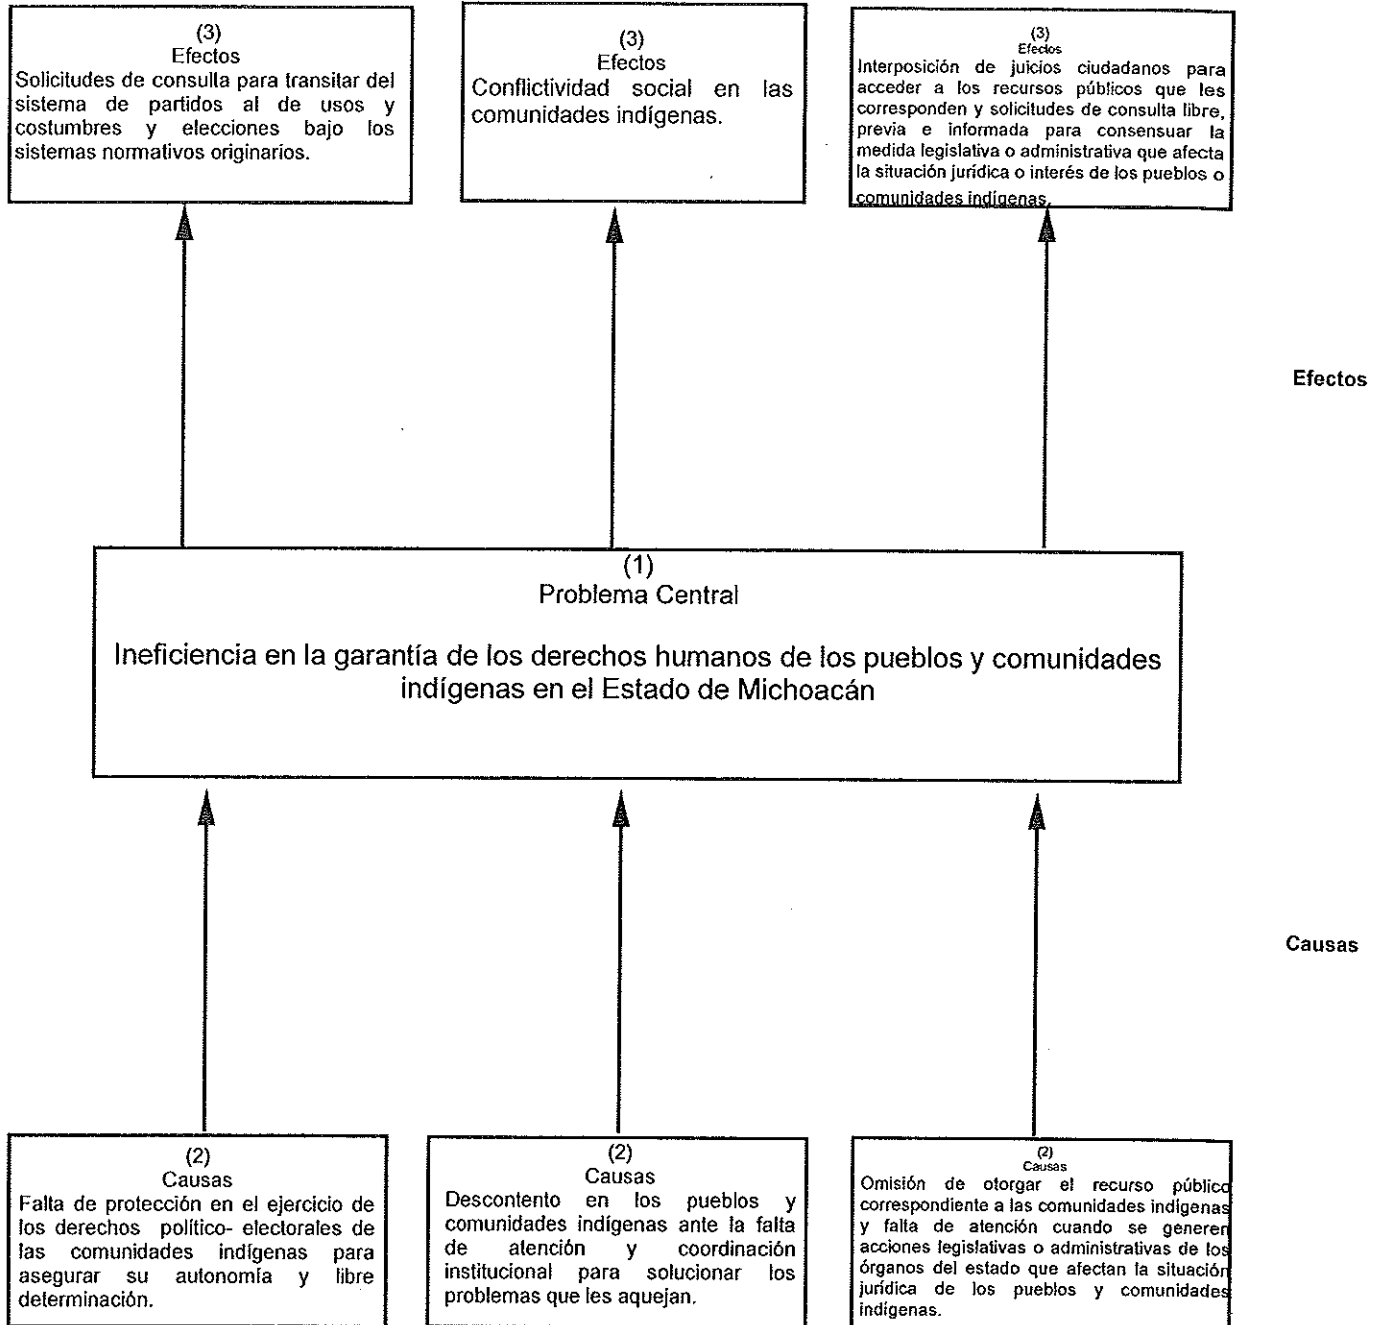 (3)
Efectos
Solicitudes de consulta para transitar del
sistema de partidos al de usos y
costumbres y elecciones bajo los
sistemas normativos originarios.
(3)
Efectos
Conflictividad social en las
comunidades indígenas.
(3)
Efectos
Interposición de juicios ciudadanos para
acceder a los recursos públicos que les
corresponden y solicitudes de consulta libre,
previa e informada para consensuar la
medida legislativa o administrativa que afecta
la situación jurídica o interés de los pueblos o
comunidades indígenas.
Efectos
(1)
Problema Central
Ineficiencia en la garantía de los derechos humanos de los pueblos y comunidades
indígenas en el Estado de Michoacán
Causas
(2)
Causas
Falta de protección en el ejercicio de
los derechos político- electorales de
las comunidades indígenas para
asegurar su autonomía y libre
determinación.
(2)
Causas
Descontento en los pueblos y
comunidades indígenas ante la falta
de atención y coordinación
institucional para solucionar los
problemas que les aquejan.
(2)
Causas
Omisión de otorgar el recurso público
correspondiente a las comunidades indígenas
y falta de atención cuando se generen
acciones legislativas o administrativas de los
órganos del estado que afectan la situación
jurídica de los pueblos y comunidades
indígenas.